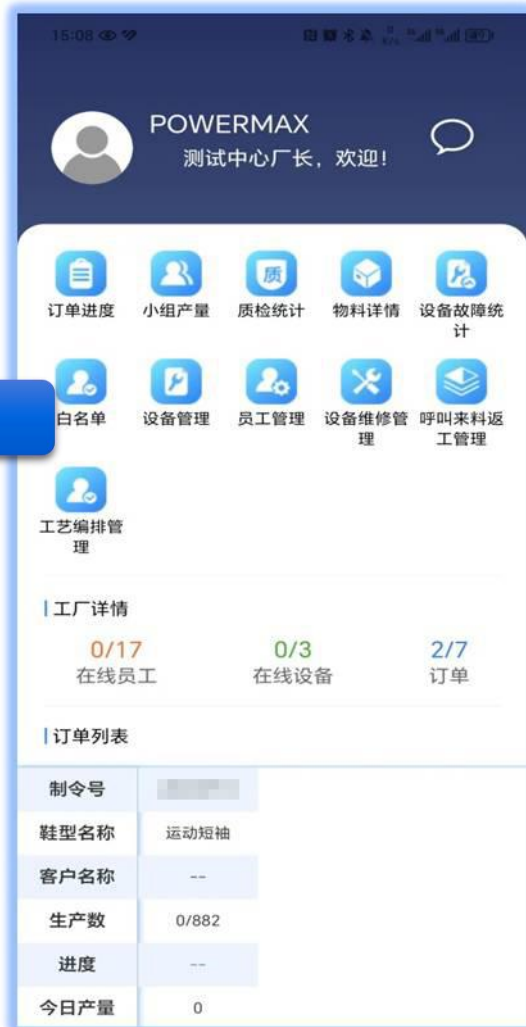 15:08
POWERMAX
测试中心厂长，欢迎!
订单进度 小组产量 质检统计 物料详情 设备故障统
计
质
白名单 设备管理 员工管理 设备维修管 呼叫来料返
理 工管理
工艺编排管
理
工厂详情
0/17 0/3 2/7
在线员工 在线设备 订单
订单列表
制令号
鞋型名称 运动短袖
客户名称 --
生产数 0/882
进度 --
今日产量 0